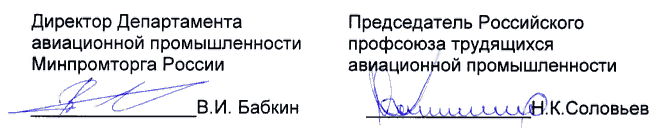 Директор Департамента
авиационной промышленности
Минпромторга России
В.И. Бабкин
Председатель Российского
профсоюза трудящихся
авиационной промышленности
Н.К.Соловьев